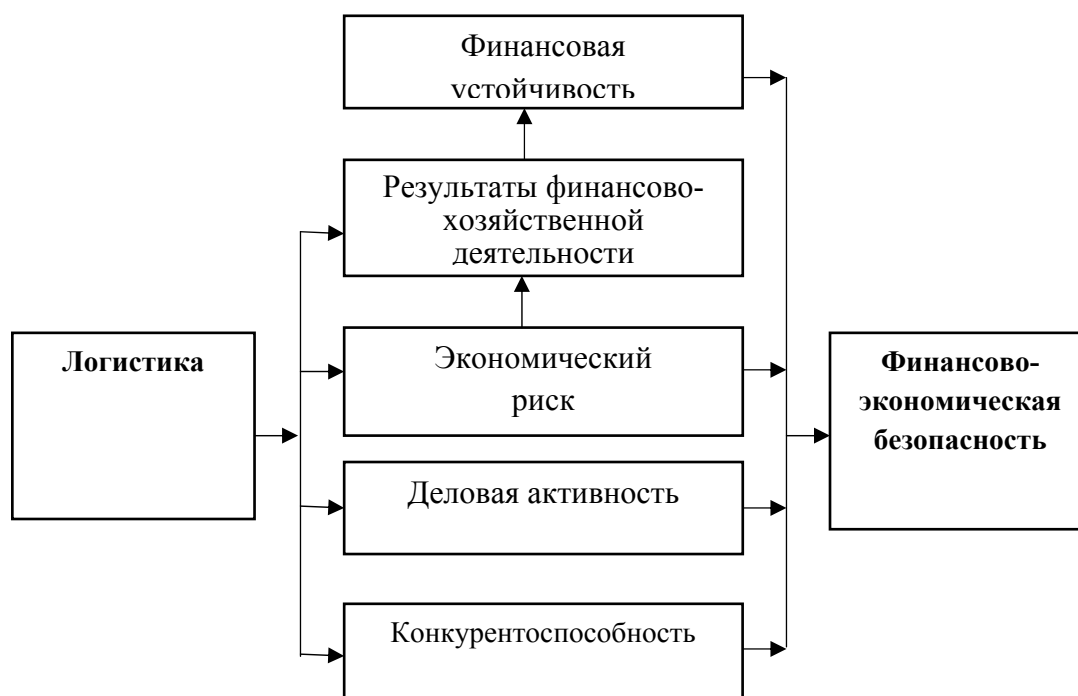 Финансовая
устойчивость
Результаты финансово-
хозяйственной
деятельности
Логистика
Экономический
риск
Финансово-
экономическая
безопасность
Деловая активность
Конкурентоспособность